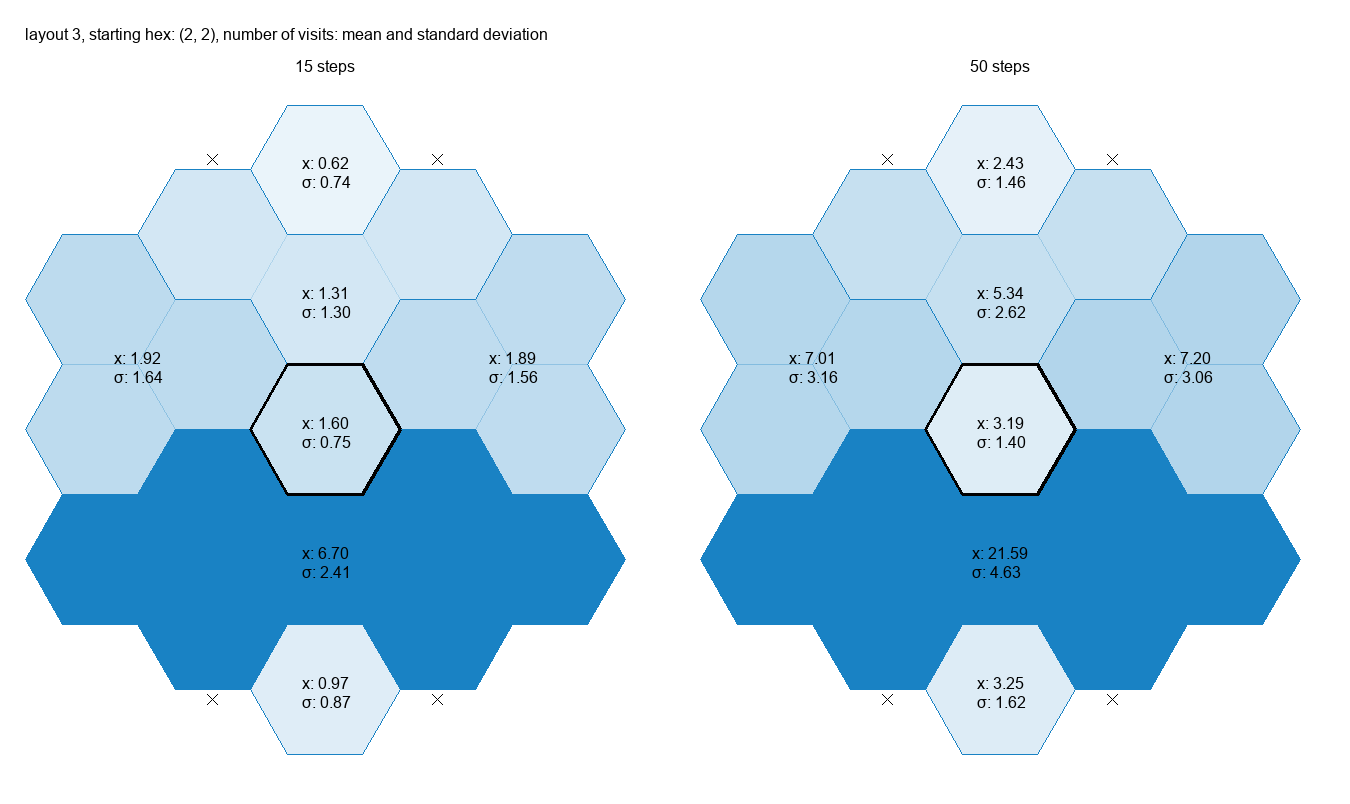 layout 3, starting hex: (2, 2), number of visits: mean and standard deviation
15 steps
x: 0.62
σ: 0.74
x: 1.31
σ: 1.30
x: 1.92
σ: 1.64
x: 1.89
σ: 1.56
x: 1.60
σ: 0.75
x: 6.70
σ: 2.41
x: 0.97
σ: 0.87
50 steps
x: 2.43
σ: 1.46
x: 5.34
σ: 2.62
x: 7.01
σ: 3.16
x: 7.20
σ: 3.06
x: 3.19
σ: 1.40
x: 21.59
σ: 4.63
x: 3.25
σ: 1.62